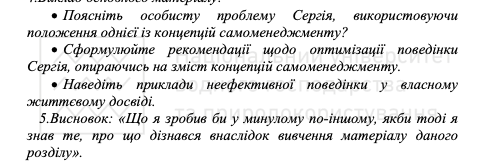 • Поясніть особисту проблему Сергія, використовуючи
положення однієї із концепцій самоменеджменту?
• Сформулюйте рекомендації щодо оптимізації поведінки
Сергія, опираючись на зміст концепцій самоменеджменту.
• Наведіть приклади неефективної поведінки у власному
життєвому досвіді.
5.Висновок: «Що я зробив би у минулому по-іншому, якби тоді я
знав те, про що дізнався внаслідок вивчення матеріалу даного
розділу».